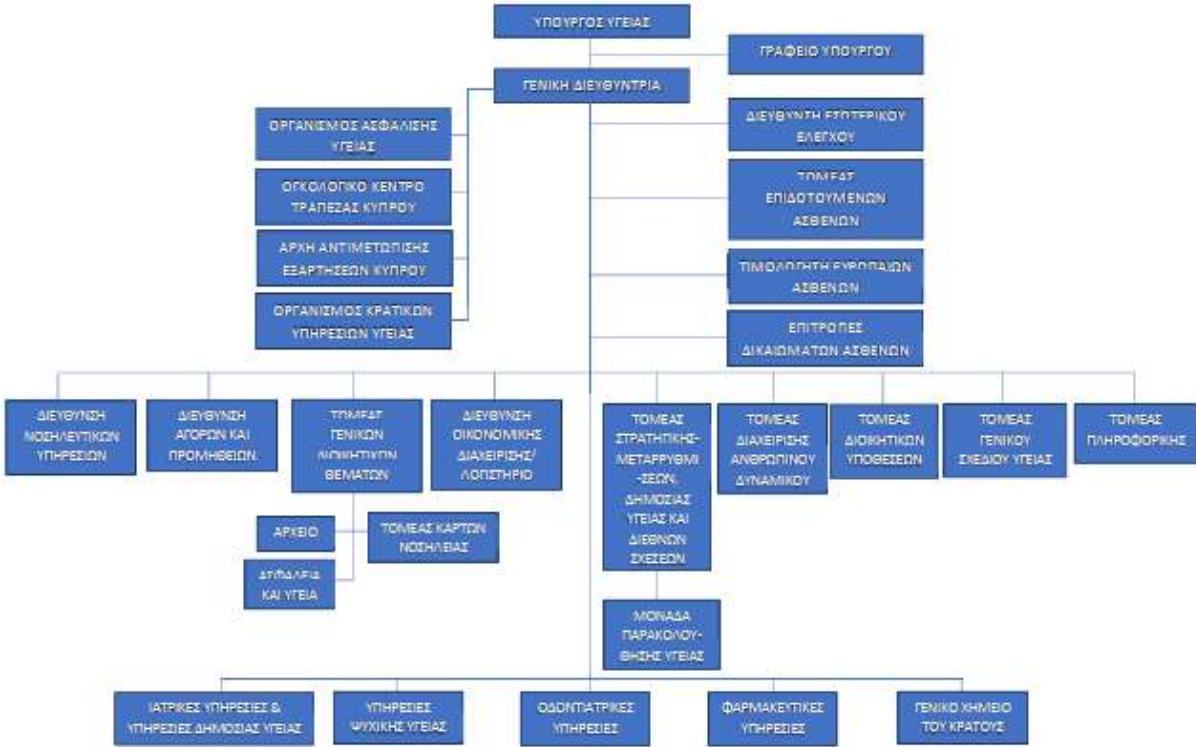 ΥΠΟΥΡΓΟΣ ΥΓΕΙΑΣ
ΓΡΑΦΕΙΟ ΥΠΟΥΡΓΟΥ
ΓΕΝΙΚΗ ΔΙΕΥΘΥΝΤΡΙΑ
ΟΡΓΑΝΙΣΜΟΣ ΑΣΦΑΛΙΣΗΣ
ΥΓΕΙΑΣ
ΟΓΚΟΛΟΓΙΚΟ ΚΕΝΤΡΟ
ΤΡΑΠΕΖΑΣ ΚΥΠΡΟΥ
ΑΡΧΗ ΑΝΤΙΜΕΤΩΠΙΣΗΣ
ΕΞΑΡΤΗΣΕΩΝ ΚΥΠΡΟΥ
ΟΡΓΑΝΙΣΜΟΣ ΚΡΑΤΙΚΩΝ
ΥΠΗΡΕΣΙΩΝ ΥΓΕΙΑΣ
ΔΙΕΥΘΥΝΣΗ ΕΣΩΤΕΡΙΚΟΥ
ΕΛΕΓΧΟΥ
ΤΟΜΕΑΣ
ΕΠΙΔΟΤΟΥΜΕΝΩΝ
ΑΣΘΕΝΩΝ
ΤΙΜΟΛΟΓΗΣΗ ΕΥΡΩΠΑΙΩΝ
ΑΣΘΕΝΩΝ
ΕΠΙΤΡΟΠΕΣ
ΔΙΚΑΙΩΜΑΤΩΝ ΑΣΘΕΝΩΝ
ΔΙΕΥΘΥΝΣΗ
ΝΟΣΗΛΕΥΤΙΚΩΝ
ΥΠΗΡΕΣΙΩΝ
ΔΙΕΥΘΥΝΣΗ
ΑΓΟΡΩΝ ΚΑΙ
ΠΡΟΜΗΘΕΙΩΝ
ΤΟΜΕΑΣ
ΓΕΝΙΚΩΝ
ΔΙΟΙΚΗΤΙΚΩΝ
ΘΕΜΑΤΩΝ
ΔΙΕΥΘΥΝΣΗ
ΟΙΚΟΝΟΜΙΚΗΣ
ΔΙΑΧΕΙΡΙΣΗΣ/
ΛΟΓΙΣΤΗΡΙΟ
ΤΟΜΕΑΣ
ΣΤΡΑΤΗΓΙΚΗΣ-
ΜΕΤΑΡΡΥΘΜΙ
-ΣΕΩΝ,
ΔΗΜΟΣΙΑΣ
ΥΓΕΙΑΣ ΚΑΙ
ΔΙΕΘΝΩΝ
ΣΧΕΣΕΩΝ
ΤΟΜΕΑΣ
ΔΙΑΧΕΙΡΙΣΗΣ
ΑΝΘΡΩΠΙΝΟΥ
ΔΥΝΑΜΙΚΟΥ
ΤΟΜΕΑΣ
ΔΙΟΙΚΗΤΙΚΩΝ
ΥΠΟΘΕΣΕΩΝ
ΤΟΜΕΑΣ
ΓΕΝΙΚΟΥ
ΣΧΕΔΙΟΥ ΥΓΕΙΑΣ
ΤΟΜΕΑΣ
ΠΛΗΡΟΦΟΡΙΚΗΣ
ΑΡΧΕΙΟ
ΤΟΜΕΑΣ ΚΑΡΤΩΝ
ΝΟΣΗΛΕΙΑΣ
ΑΣΦΑΛΕΙΑ
ΚΑΙ ΥΓΕΙΑ
ΜΟΝΑΔΑ
ΠΑΡΑΚΟΛΟΥ-
ΘΗΣΗΣ ΥΓΕΙΑΣ
ΙΑΤΡΙΚΕΣ ΥΠΗΡΕΣΙΕΣ &
ΥΠΗΡΕΣΙΕΣ ΔΗΜΟΣΙΑΣ ΥΓΕΙΑΣ
ΥΠΗΡΕΣΙΕΣ
ΨΥΧΙΚΗΣ ΥΓΕΙΑΣ
ΟΔΟΝΤΙΑΤΡΙΚΕΣ
ΥΠΗΡΕΣΙΕΣ
ΦΑΡΜΑΚΕΥΤΙΚΕΣ
ΥΠΗΡΕΣΙΕΣ
ΓΕΝΙΚΟ ΧΗΜΕΙΟ
ΤΟΥ ΚΡΑΤΟΥΣ